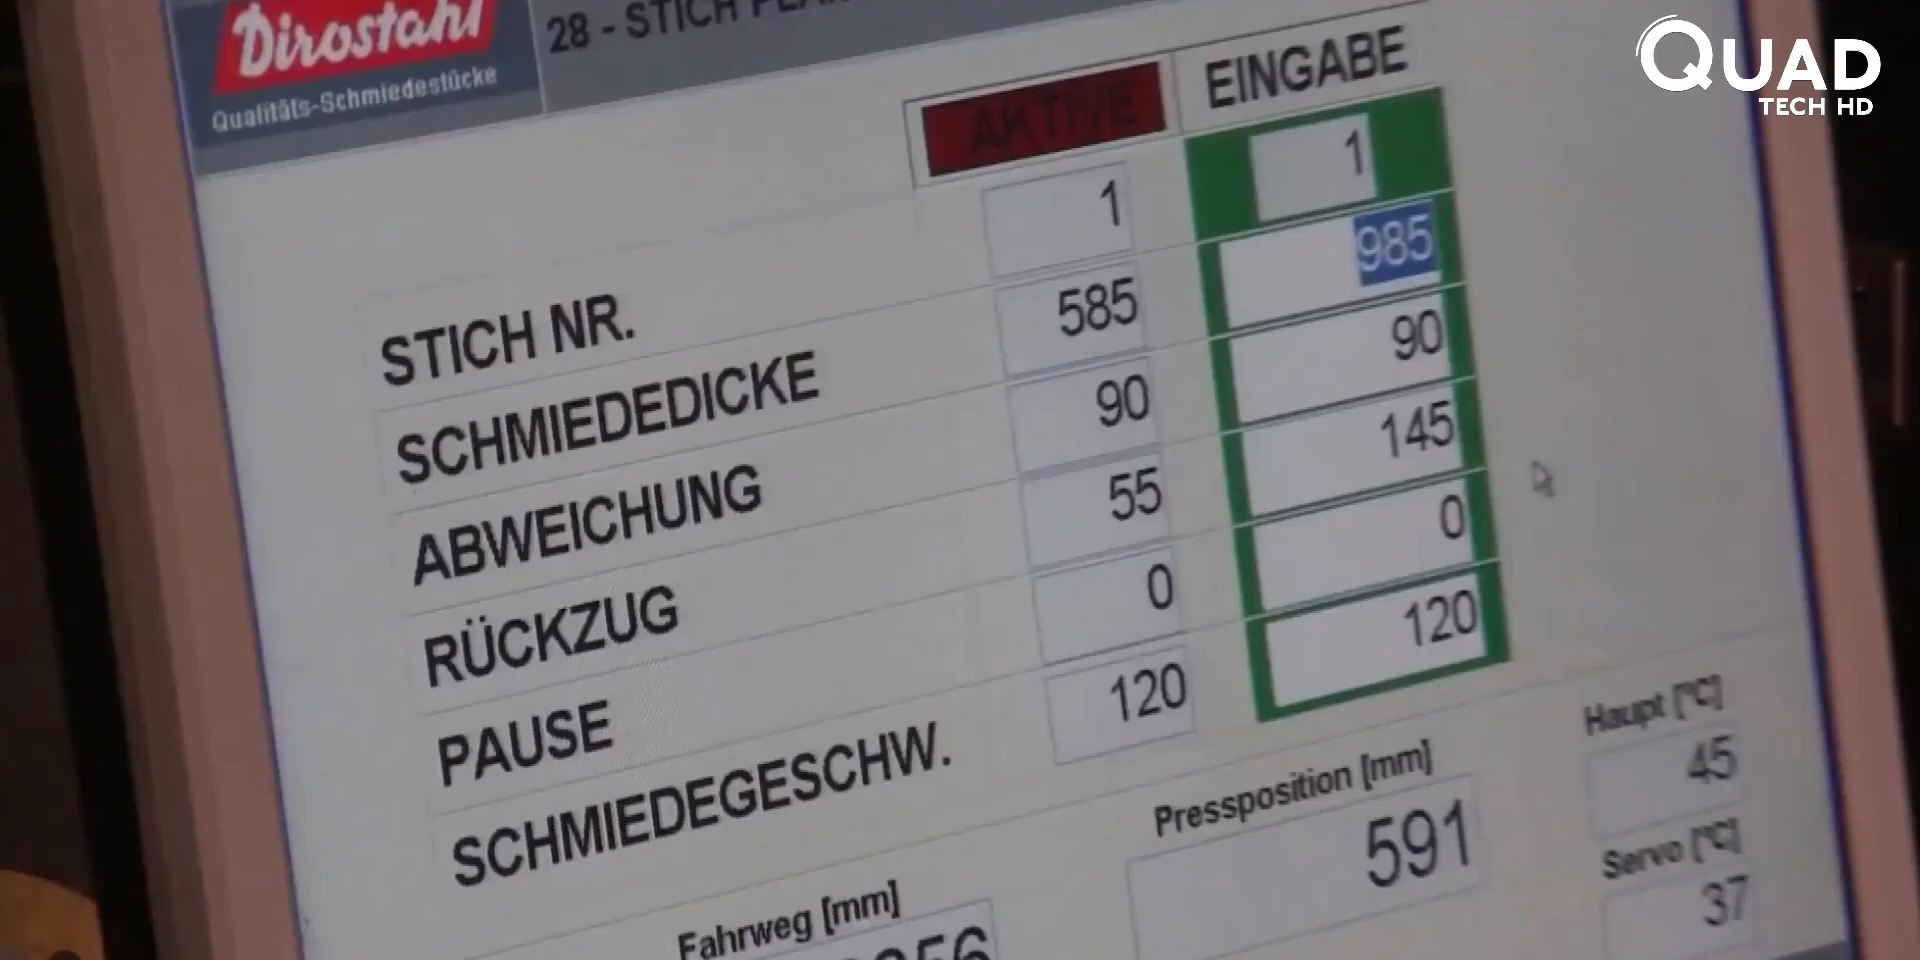 Dirostahl
Qualitäts-Schmiedestücke
28 - STICH
QUAD
TECH HD
AKTIVE
EINGABE
STICH NR. 1 1
SCHMIEDEDICKE 585 985
ABWEICHUNG 90 90
RÜCKZUG 55 145
PAUSE 0 0
SCHMIEDEGESCHW. 120 120
Fahrweg [mm]
Pressposition [mm]
591
Haupt [°C]
45
Servo [°C]
37